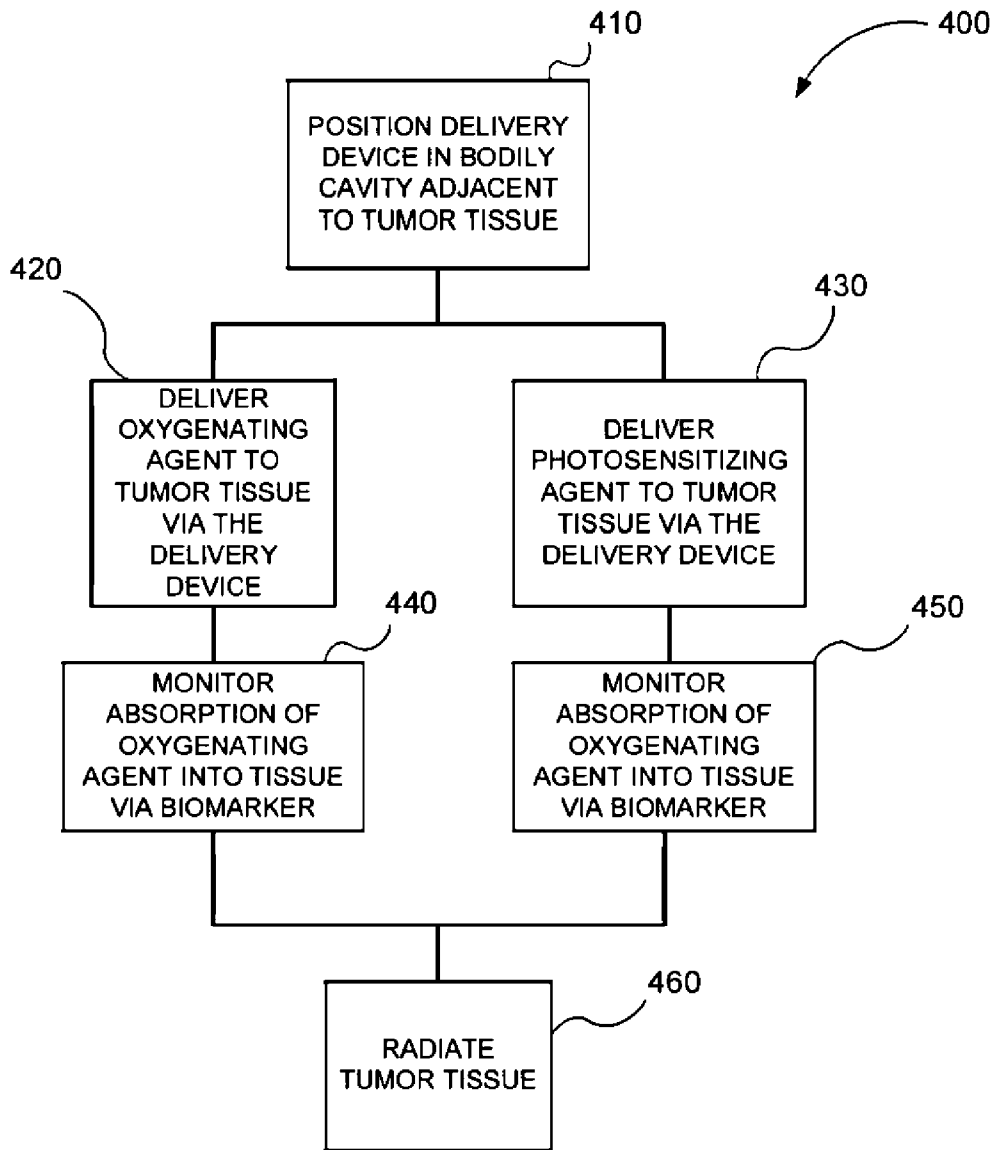 410
400
POSITION DELIVERY
DEVICE IN BODILY
CAVITY ADJACENT
TO TUMOR TISSUE
420
430
DELIVER
OXYGENATING
AGENT TO
TUMOR TISSUE
VIA THE
DELIVERY
DEVICE
DELIVER
PHOTOSENSITIZING
AGENT TO TUMOR
TISSUE VIA THE
DELIVERY DEVICE
440
450
MONITOR
ABSORPTION OF
OXYGENATING
AGENT INTO TISSUE
VIA BIOMARKER
MONITOR
ABSORPTION OF
OXYGENATING
AGENT INTO TISSUE
VIA BIOMARKER
460
RADIATE
TUMOR TISSUE